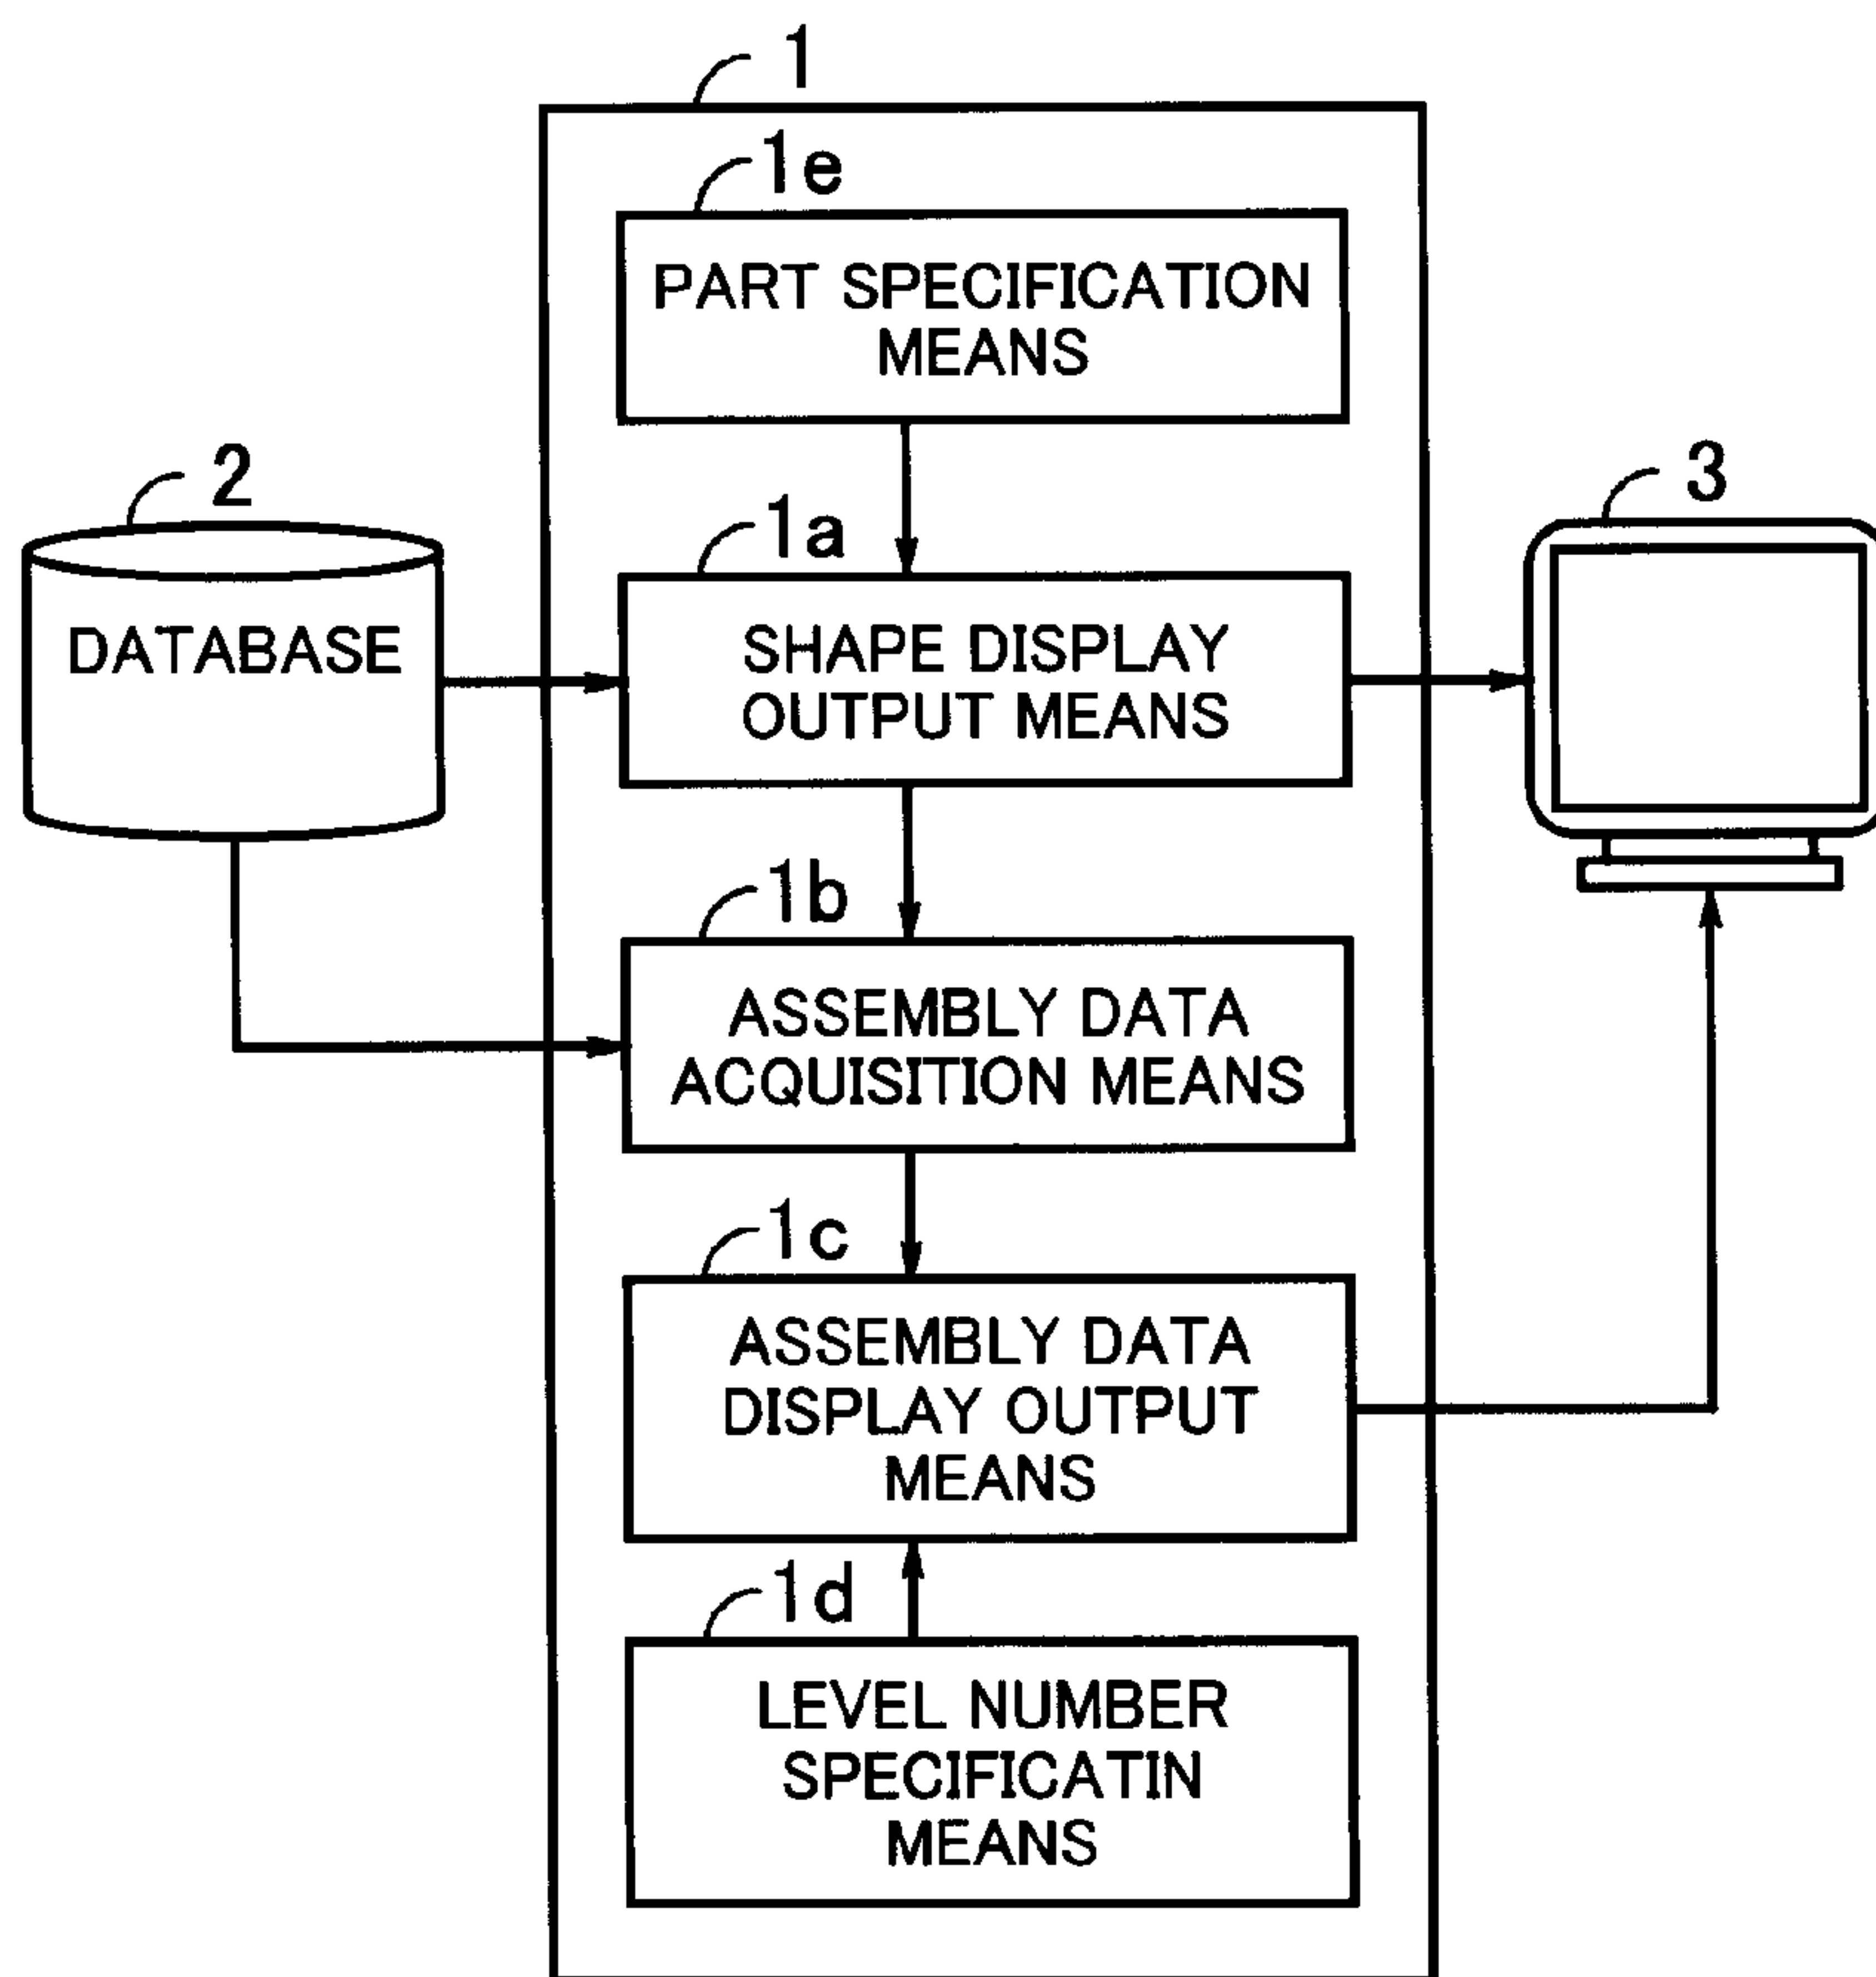 1
1e
PART SPECIFICATION
MEANS
2
DATABASE
1a
SHAPE DISPLAY
OUTPUT MEANS
3
1b
ASSEMBLY DATA
ACQUISITION MEANS
1c
ASSEMBLY DATA
DISPLAY OUTPUT
MEANS
1d
LEVEL NUMBER
SPECIFICATIN
MEANS